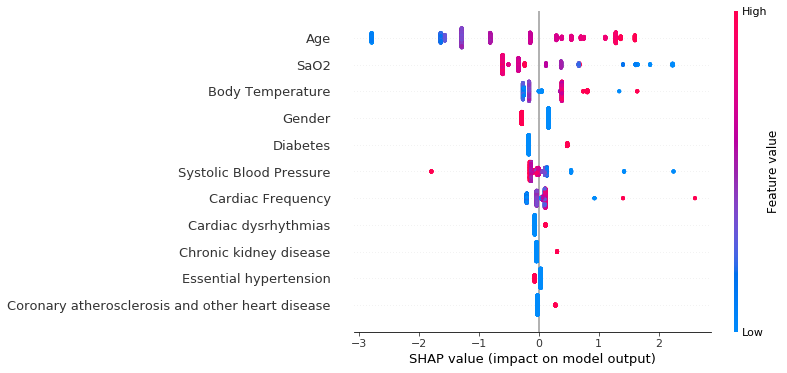 High
Age
SaO2
Body Temperature
Gender
Diabetes
Systolic Blood Pressure
Cardiac Frequency
Cardiac dysrhythmias
Chronic kidney disease
Essential hypertension
Coronary atherosclerosis and other heart disease
Feature value
Low
−3 −2 −1 0 1 2
SHAP value (impact on model output)